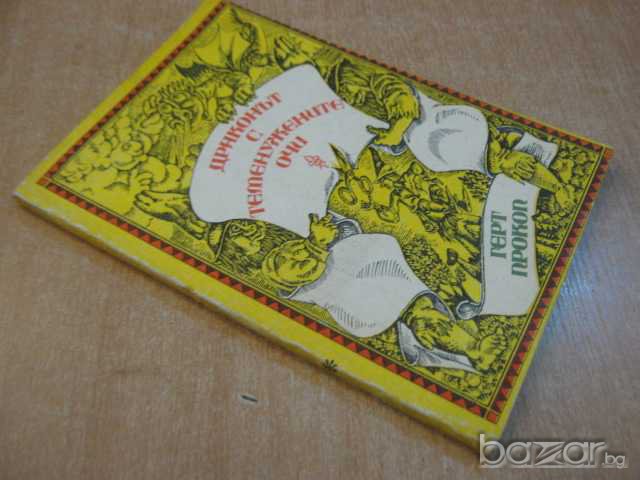 ДРАКОНЪТ
С
ТЕМЕНУЖЕНИТЕ
ОЧИ
ГЕРТ
ПРОКОП
bazar.bg